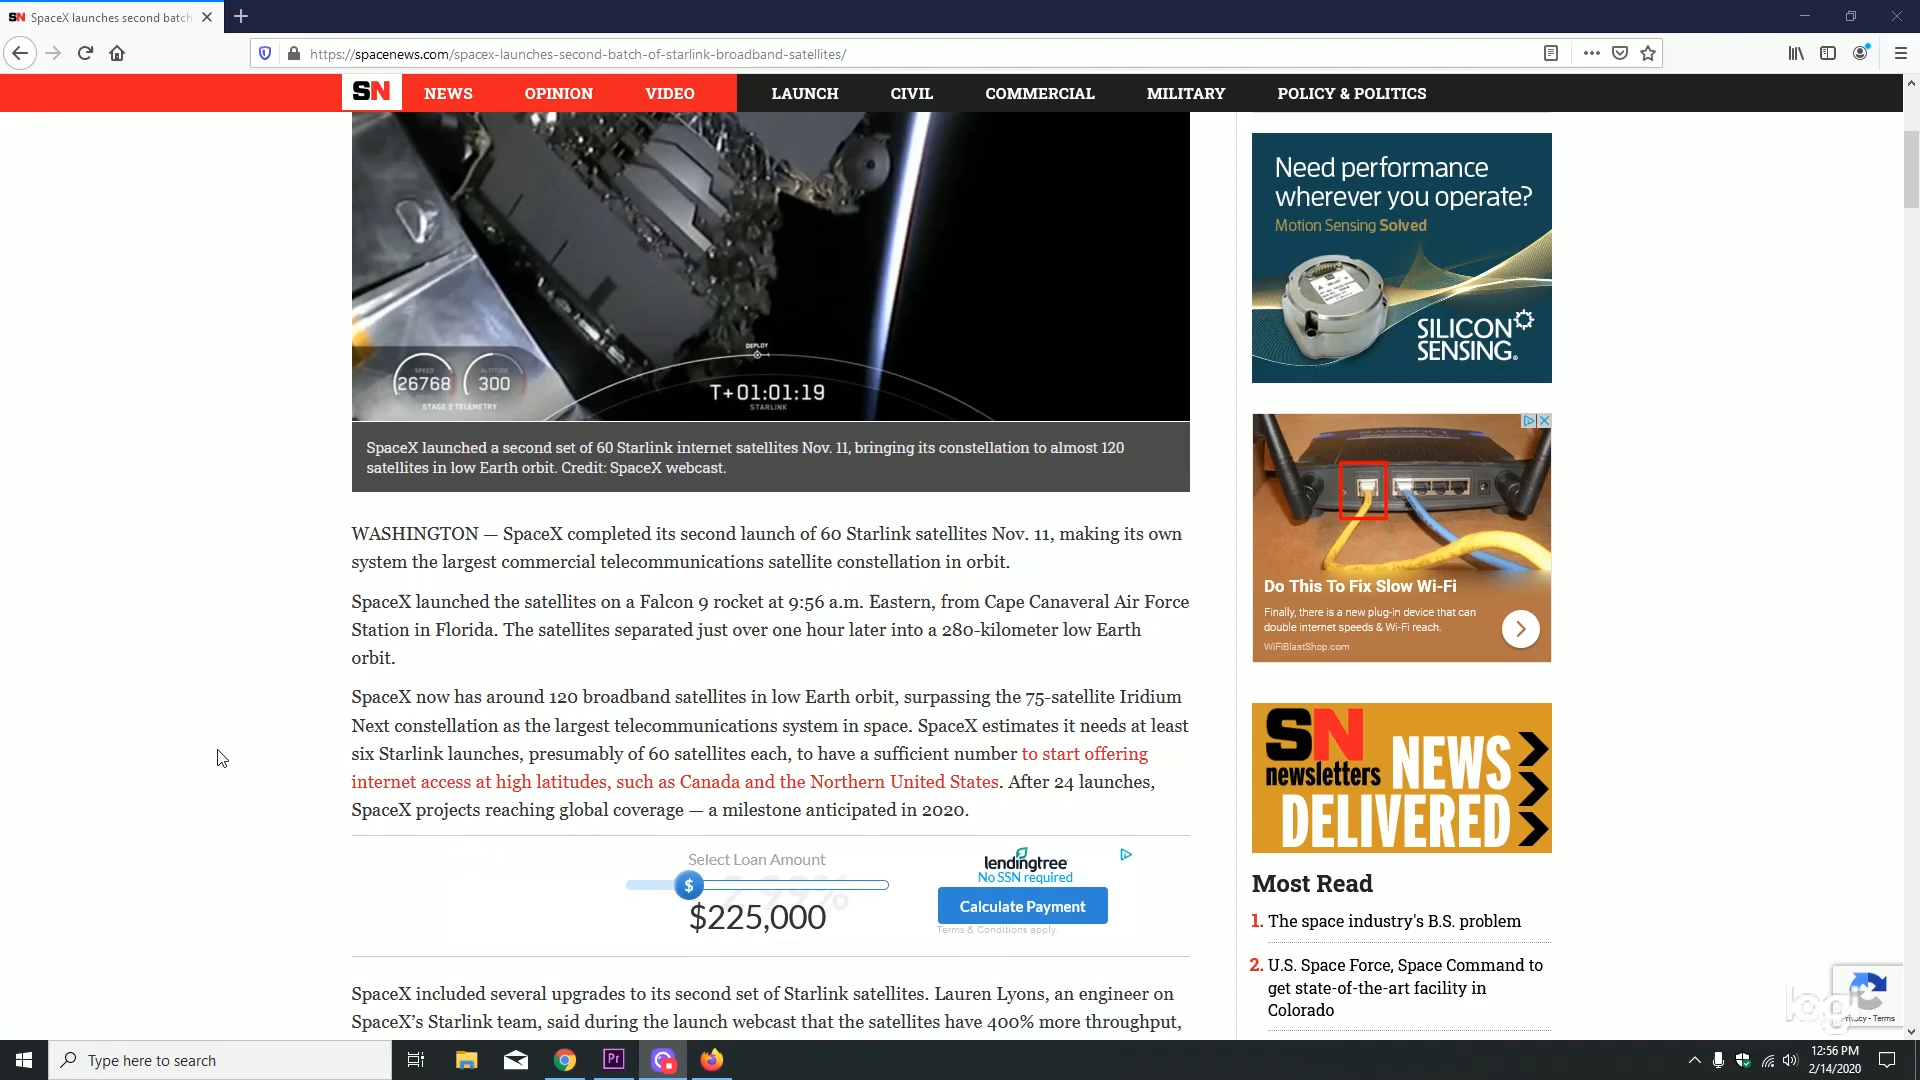 SN SpaceX launches second batch
https://spacenews.com/spacex-launches-second-batch-of-starlink-broadband-satellites/
SN NEWS OPINION VIDEO LAUNCH CIVIL COMMERCIAL MILITARY POLICY & POLITICS
DEPLOY
SPEED
26768
ALTITUDE
300
STAGE 2 TELEMETRY
T+01:01:19
STARLINK
SpaceX launched a second set of 60 Starlink internet satellites Nov. 11, bringing its constellation to almost 120
satellites in low Earth orbit. Credit: SpaceX webcast.
WASHINGTON — SpaceX completed its second launch of 60 Starlink satellites Nov. 11, making its own
system the largest commercial telecommunications satellite constellation in orbit.
SpaceX launched the satellites on a Falcon 9 rocket at 9:56 a.m. Eastern, from Cape Canaveral Air Force
Station in Florida. The satellites separated just over one hour later into a 280-kilometer low Earth
orbit.
SpaceX now has around 120 broadband satellites in low Earth orbit, surpassing the 75-satellite Iridium
Next constellation as the largest telecommunications system in space. SpaceX estimates it needs at least
six Starlink launches, presumably of 60 satellites each, to have a sufficient number to start offering
internet access at high latitudes, such as Canada and the Northern United States. After 24 launches,
SpaceX projects reaching global coverage — a milestone anticipated in 2020.
Select Loan Amount
$
2.99%
$225,000
lendingtree
No SSN required
Calculate Payment
Terms & Conditions apply.
SpaceX included several upgrades to its second set of Starlink satellites. Lauren Lyons, an engineer on
SpaceX's Starlink team, said during the launch webcast that the satellites have 400% more throughput,
Need performance
wherever you operate?
Motion Sensing Solved
SILICON
SENSING.
Do This To Fix Slow Wi-Fi
Finally, there is a new plug-in device that can
double internet speeds & Wi-Fi reach.
WiFiBlastShop.com
SN
newsletters
NEWS
DELIVERED
Most Read
1. The space industry's B.S. problem
2. U.S. Space Force, Space Command to
get state-of-the-art facility in
Colorado
Privacy - Terms
Type here to search
Pr
12:56 PM
2/14/2020